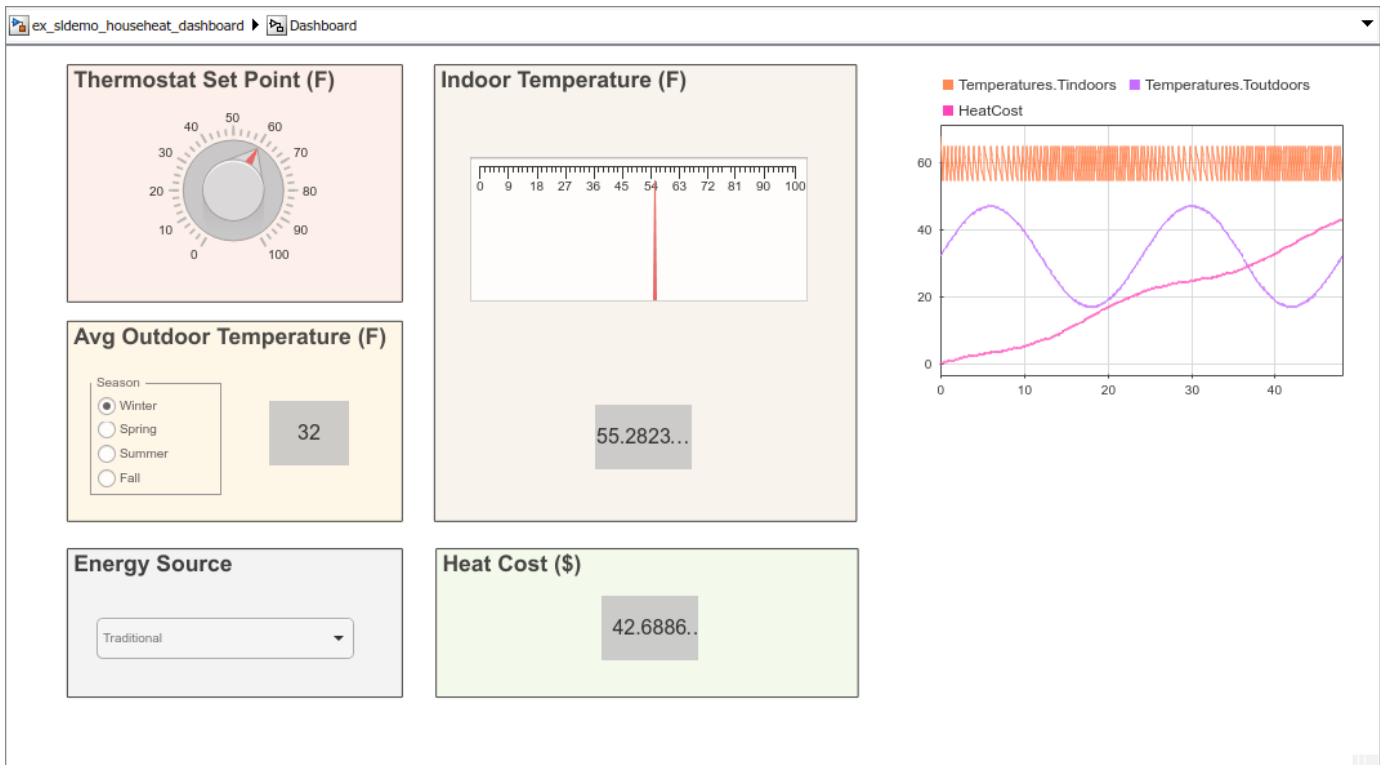 ex_sldemo_househeat_dashboard Dashboard
Thermostat Set Point (F)
50
40 60
30 70
20 80
10 90
0 100
Indoor Temperature (F)
0 9 18 27 36 45 54 63 72 81 90 100
55.2823...
Temperatures.Tindoors Temperatures.Toutdoors
HeatCost
60
40
20
0
0 10 20 30 40
Avg Outdoor Temperature (F)
Season
Winter
Spring
Summer
Fall
32
Energy Source
Traditional
Heat Cost ($)
42.6886..